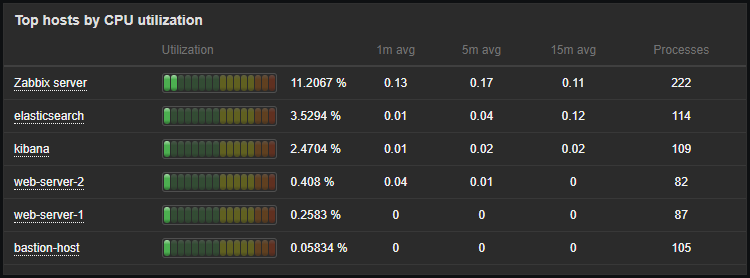 Top hosts by CPU utilization
Utilization 1m avg 5m avg 15m avg Processes
Zabbix server 11.2067 % 0.13 0.17 0.11 222
elasticsearch 3.5294 % 0.01 0.04 0.12 114
kibana 2.4704 % 0.01 0.02 0.02 109
web-server-2 0.408 % 0.04 0.01 0 82
web-server-1 0.2583 % 0 0 0 87
bastion-host 0.05834 % 0 0 0 105